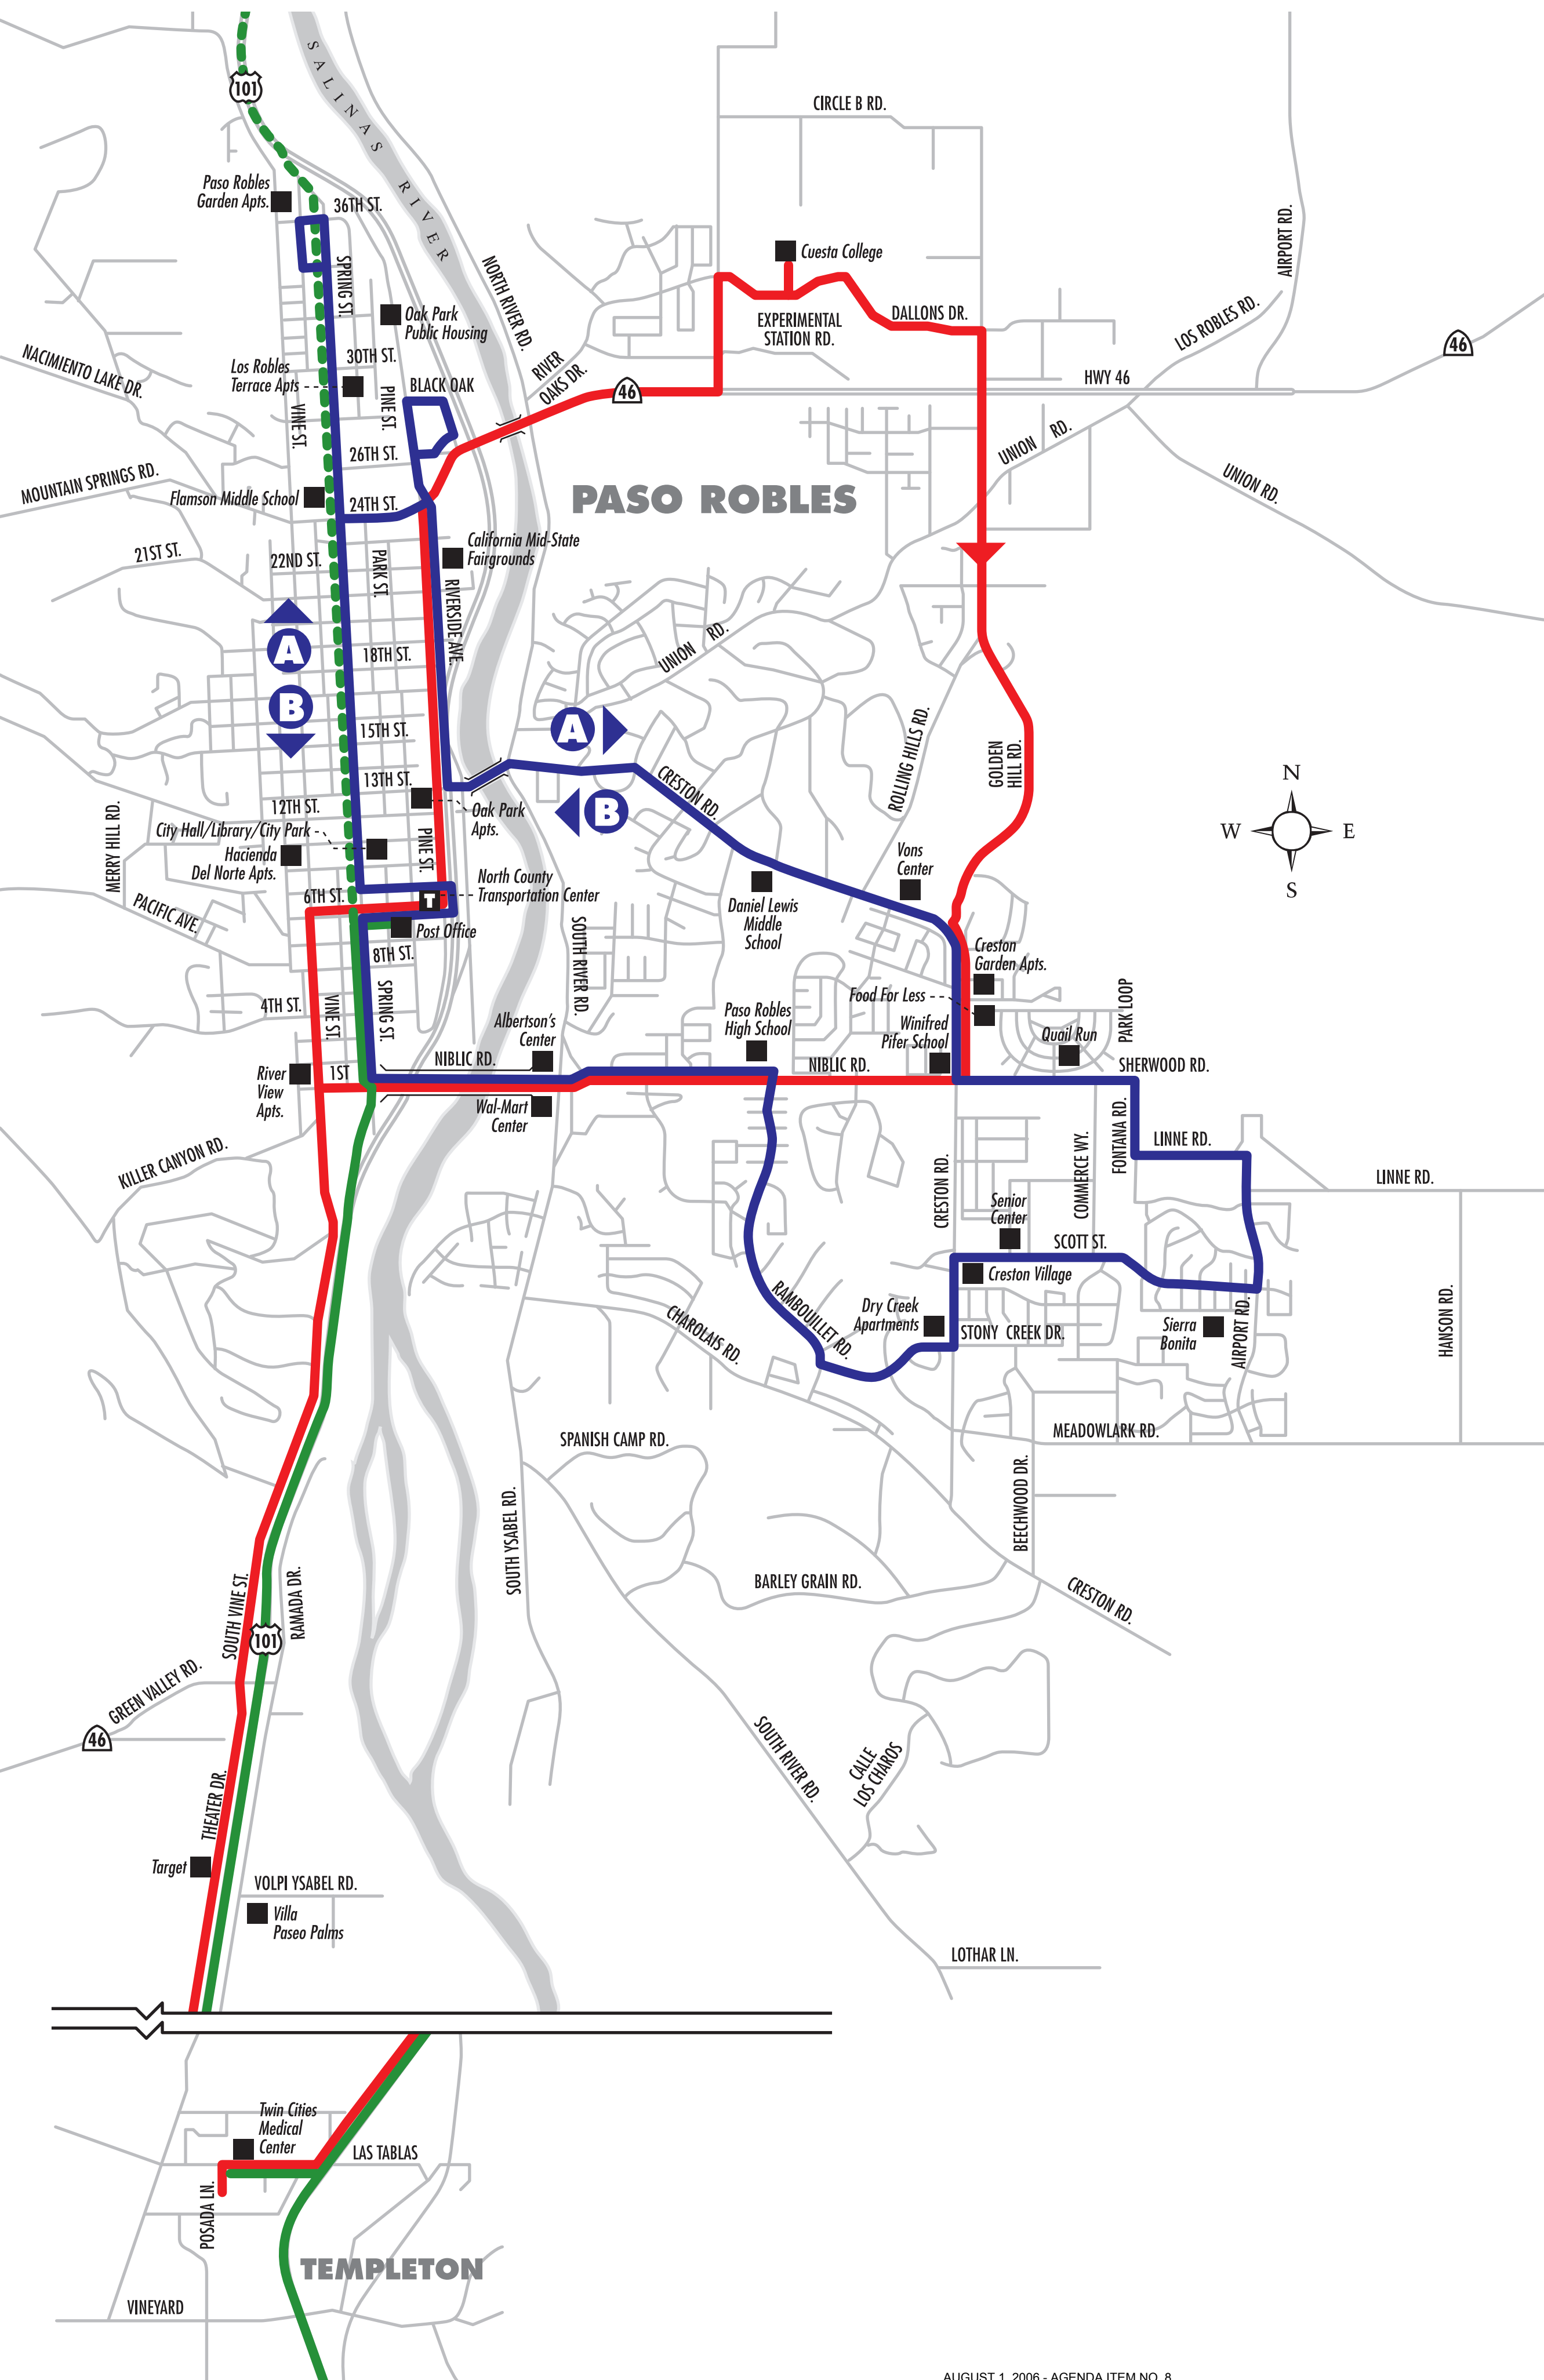 SALINAS RIVER
101
CIRCLE B RD.
Paso Robles
Garden Apts.
36TH ST.
AIRPORT RD.
Cuesta College
SPRING ST.
NORTH RIVER RD.
Oak Park
Public Housing
EXPERIMENTAL
STATION RD.
DALLONS DR.
LOS ROBLES RD.
46
NACIMIENTO LAKE DR.
Los Robles
Terrace Apts
30TH ST.
RIVER
OAKS DR.
BLACK OAK
PINE ST.
46
HWY 46
VINE ST.
26TH ST.
UNION RD.
UNION RD.
MOUNTAIN SPRINGS RD.
Flamson Middle School
24TH ST.
PASO ROBLES
21ST ST.
22ND ST.
PARK ST.
California Mid-State
Fairgrounds
RIVERSIDE AVE.
A
18TH ST.
UNION RD.
B
15TH ST.
A
ROLLING HILLS RD.
GOLDEN
HILL RD.
13TH ST.
CRESTON RD.
N
12TH ST.
MERRY HILL RD.
Oak Park
Apts.
B
W
E
City Hall/Library/City Park
PINE ST.
Hacienda
Del Norte Apts.
Vons
Center
S
6TH ST.
T
North County
Transportation Center
PACIFIC AVE.
Post Office
Daniel Lewis
Middle
School
8TH ST.
SOUTH RIVER RD.
Creston
Garden Apts.
4TH ST.
VINE ST.
SPRING ST.
Food For Less
PARK LOOP
Albertson's
Center
Paso Robles
High School
Winifred
Pifer School
Quail Run
NIBLIC RD.
NIBLIC RD.
SHERWOOD RD.
River
View
Apts.
1ST
Wal-Mart
Center
FONTANA RD.
LINNE RD.
KILLER CANYON RD.
COMMERCE WY.
LINNE RD.
CRESTON RD.
Senior
Center
SCOTT ST.
Creston Village
RAMBOUILLET RD.
Dry Creek
Apartments
STONY CREEK DR.
Sierra
Bonita
AIRPORT RD.
HANSON RD.
CHAROLAIS RD.
SPANISH CAMP RD.
MEADOWLARK RD.
SOUTH YSABEL RD.
BEECHWOOD DR.
SOUTH VINE ST.
RAMADA DR.
BARLEY GRAIN RD.
CRESTON RD.
101
GREEN VALLEY RD.
46
SOUTH RIVER RD.
CALLE
LOS CHAROS
THEATER DR.
Target
VOLPI YSABEL RD.
Villa
Paseo Palms
LOTHAR LN.
Twin Cities
Medical
Center
LAS TABLAS
POSADA LN.
TEMPLETON
VINEYARD
AUGUST 1, 2006 - AGENDA ITEM NO. 8